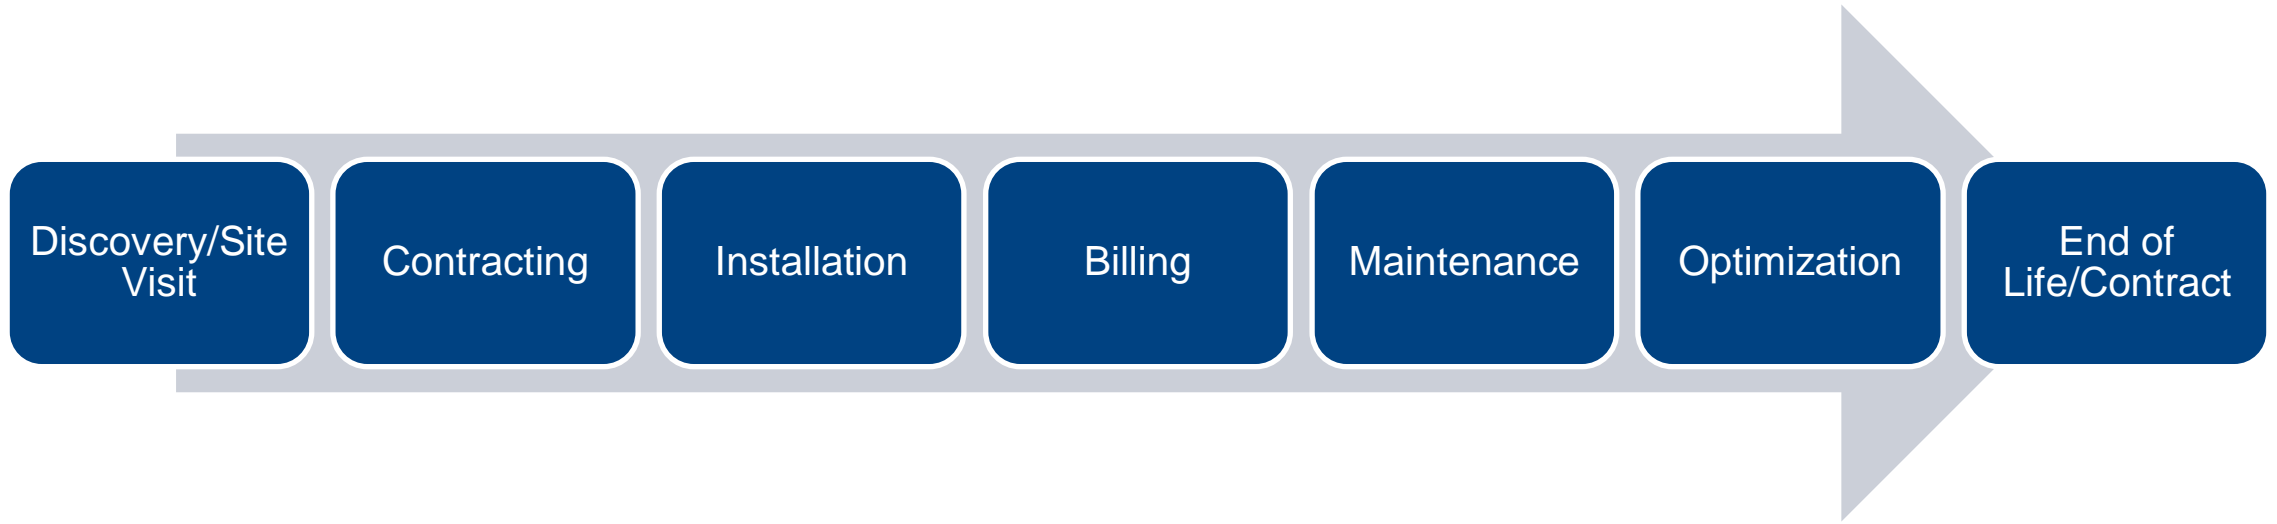 Discovery/Site
Visit
Contracting
Installation
Billing
Maintenance
Optimization
End of
Life/Contract